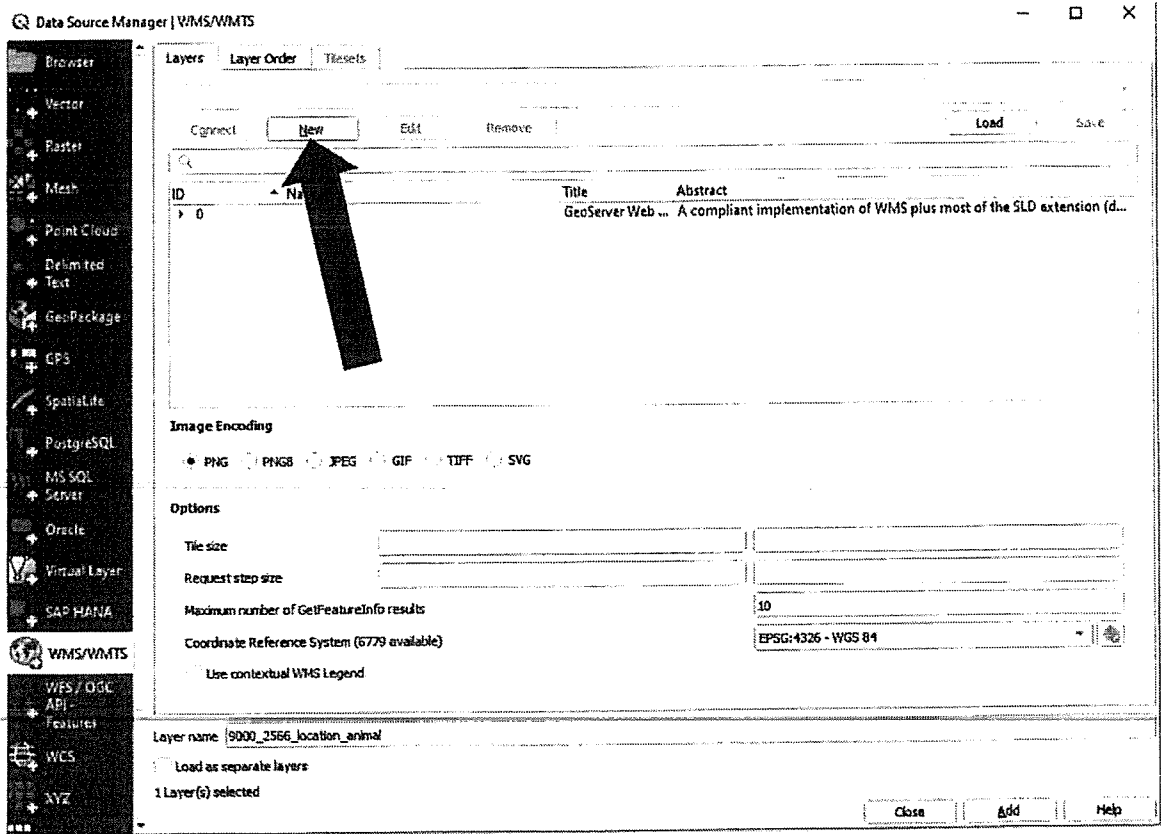 Data Source Manager | WMS/WMTS
Browser
Vector
Raster
Mesh
Point Cloud
Delimited
Text
GeoPackage
GPS
SpatiaLite
PostgreSQL
MS SQL
Server
Oracle
Virtual Layer
SAP HANA
WMS/WMTS
WFS / OGC
API -
Features
WCS
XYZ
Layers Layer Order Tilesets
Connect New Edit Remove Load Save
ID Na Title Abstract
0 GeoServer Web ... A compliant implementation of WMS plus most of the SLD extension (d...
Image Encoding
PNG PNG8 JPEG GIF TIFF SVG
Options
Tile size
Request step size
Maximum number of GetFeatureInfo results 10
Coordinate Reference System (6779 available) EPSG:4326 - WGS 84
Use contextual WMS Legend
Layer name 9000_2566_location_animal
Load as separate layers
1 Layer(s) selected
Close Add Help